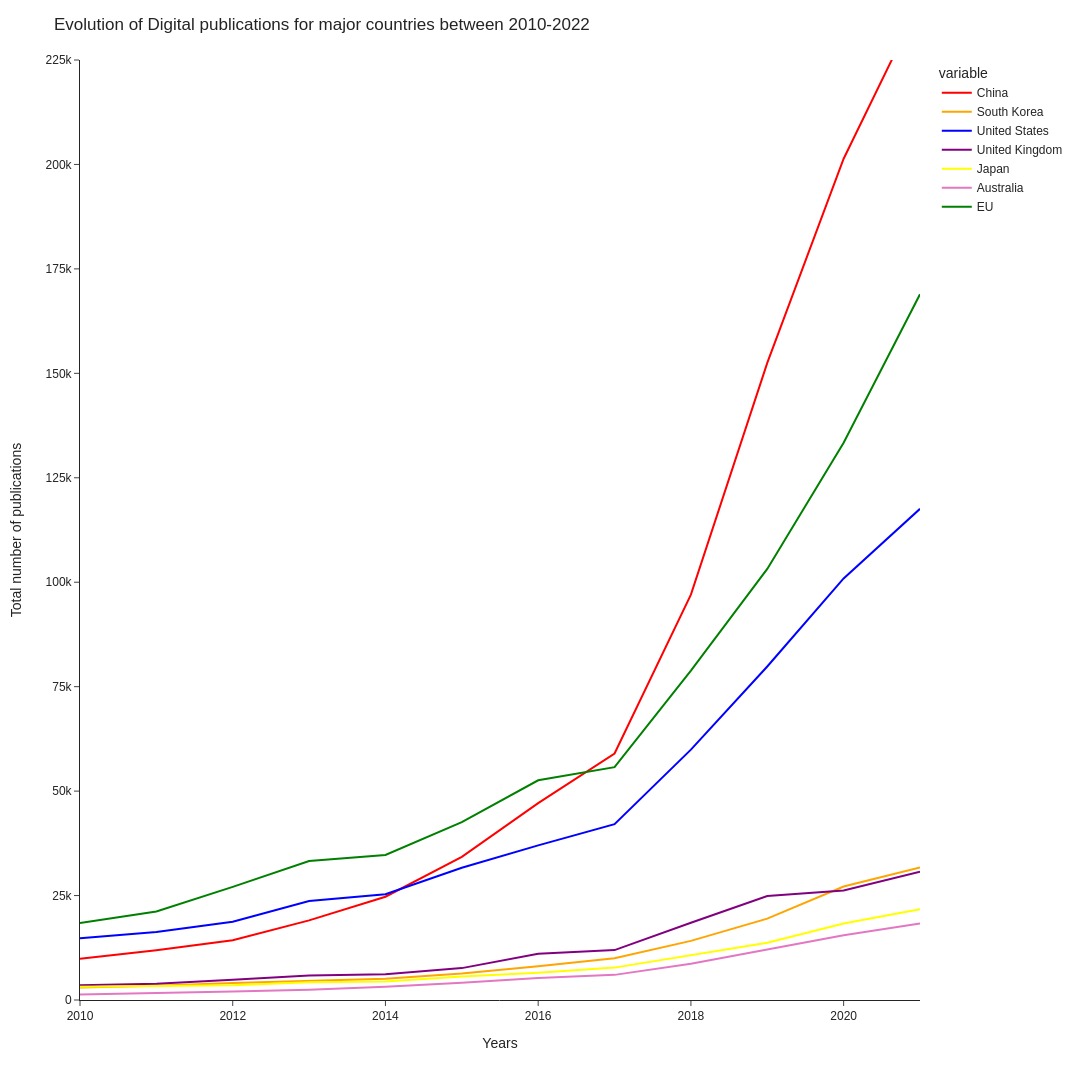 Evolution of Digital publications for major countries between 2010-2022
225k
200k
175k
150k
125k
100k
75k
50k
25k
0
Total number of publications
2010
2012
2014
2016
2018
2020
Years
variable
China
South Korea
United States
United Kingdom
Japan
Australia
EU